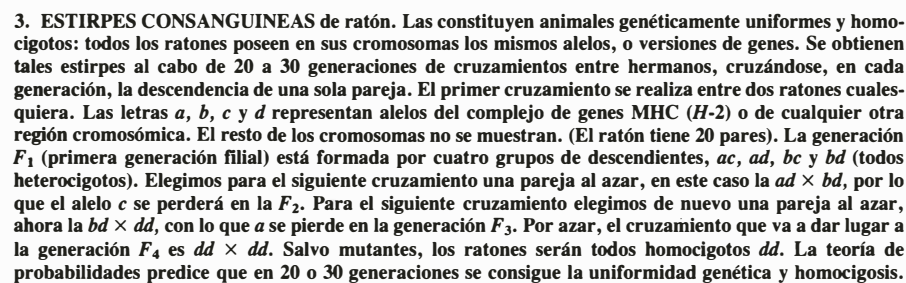 3. ESTIRPES CONSANGUINEAS de ratón. Las constituyen animales genéticamente uniformes y homo-
cigotos: todos los ratones poseen en sus cromosomas los mismos alelos, o versiones de genes. Se obtienen
tales estirpes al cabo de 20 a 30 generaciones de cruzamientos entre hermanos, cruzándose, en cada
generación, la descendencia de una sola pareja. El primer cruzamiento se realiza entre dos ratones cuales-
quiera. Las letras a, b, c y d representan alelos del complejo de genes MHC (H-2) o de cualquier otra
región cromosómica. El resto de los cromosomas no se muestran. (El ratón tiene 20 pares). La generación
F₁ (primera generación filial) está formada por cuatro grupos de descendientes, ac, ad, bc y bd (todos
heterocigotos). Elegimos para el siguiente cruzamiento una pareja al azar, en este caso la ad × bd, por lo
que el alelo c se perderá en la F₂. Para el siguiente cruzamiento elegimos de nuevo una pareja al azar,
ahora la bd × dd, con lo que a se pierde en la generación F₃. Por azar, el cruzamiento que va a dar lugar a
la generación F₄ es dd × dd. Salvo mutantes, los ratones serán todos homocigotos dd. La teoría de
probabilidades predice que en 20 o 30 generaciones se consigue la uniformidad genética y homocigosis.